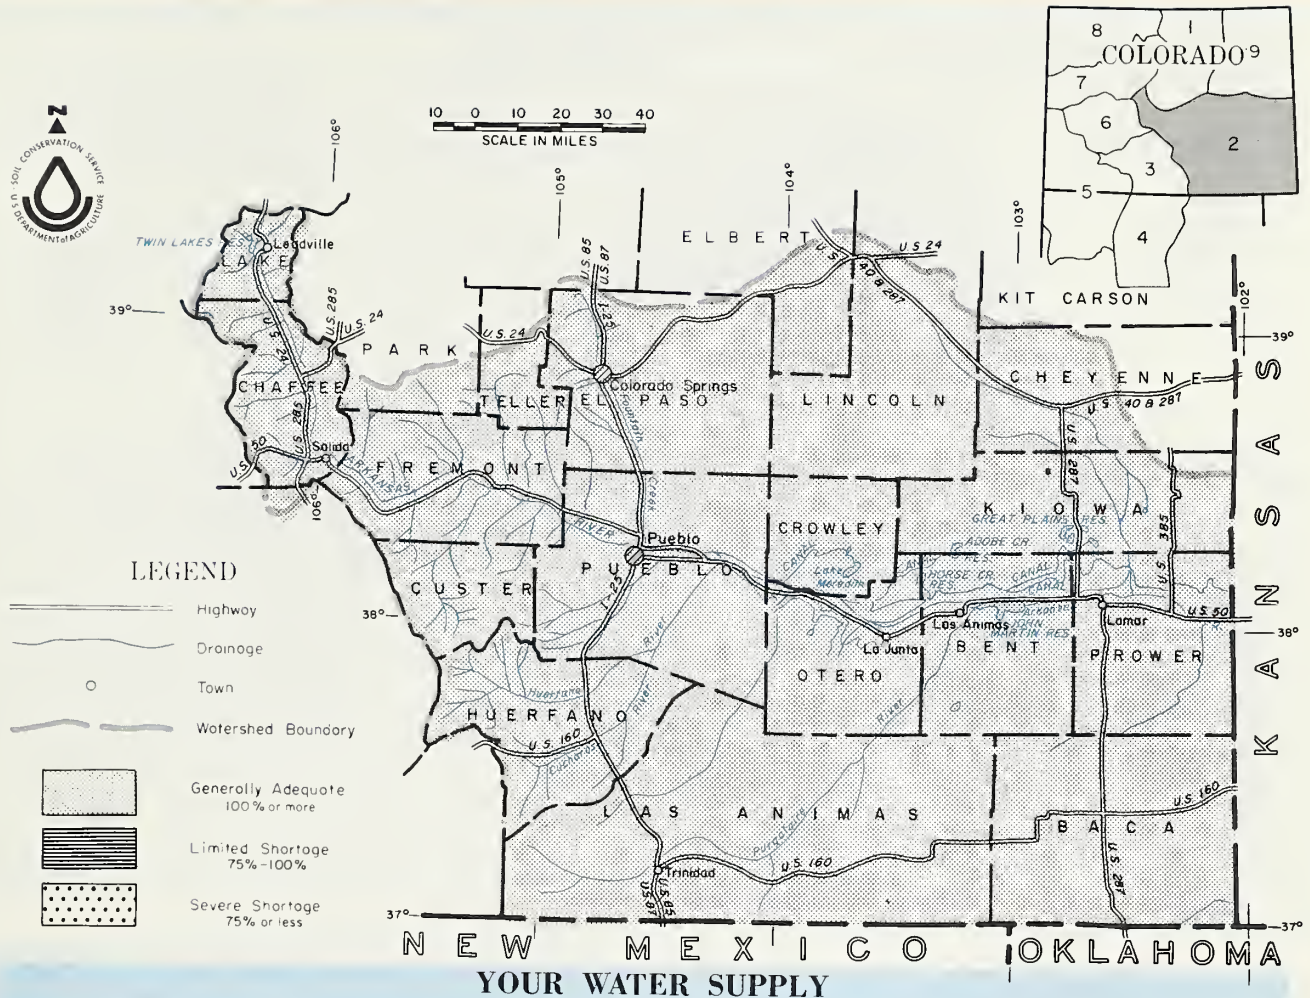 8
1
COLORADO
9
7
6
2
3
5
4
N
SOIL CONSERVATION SERVICE
U.S. DEPARTMENT of AGRICULTURE
10 0 10 20 30 40
SCALE IN MILES
106°
105°
104°
103°
102°
TWIN LAKES RES.
Leadville
LAKE
39°
U.S. 24
U.S. 285
U.S. 24
PARK
U.S. 24
U.S. 85
U.S. 87
I-25
ELBERT
U.S.
40 & 287
U.S 24
KIT CARSON
39°
CHAFFEE
U.S. 285
U.S. 50
Salida
106°
TELLER
Colorado Springs
EL PASO
LINCOLN
CHEYENNE
U.S. 40 & 287
U.S. 287
FREMONT
ARKANSAS
RIVER
Fountain
Creek
KIOWA
GREAT PLAINS RES.
ADOBE CR.
RES.
U.S. 385
CROWLEY
CANAL
Lake
Meredith
HORSE CR.
RES.
CANAL
CANAL
Pueblo
PUEBLO
I-25
CUSTER
38°
Las Animas
Arkansas
JOHN
MARTIN RES.
Lamar
U.S. 50
R.
38°
La Junta
BENT
PROWER
OTERO
River
River
River
Huerfano
HUERFANO
U.S 160
Cucharas
LAS ANIMAS
Purgatoire
BACA
U.S. 160
U.S. 160
U.S. 287
Trinidad
U.S. 87
U.S. 85
37°
37°
KANSAS
NEW MEXICO
OKLAHOMA
LEGEND
Highway
Drainage
Town
Watershed Boundary
Generally Adequate
100% or more
Limited Shortage
75%-100%
Severe Shortage
75% or less
YOUR WATER SUPPLY